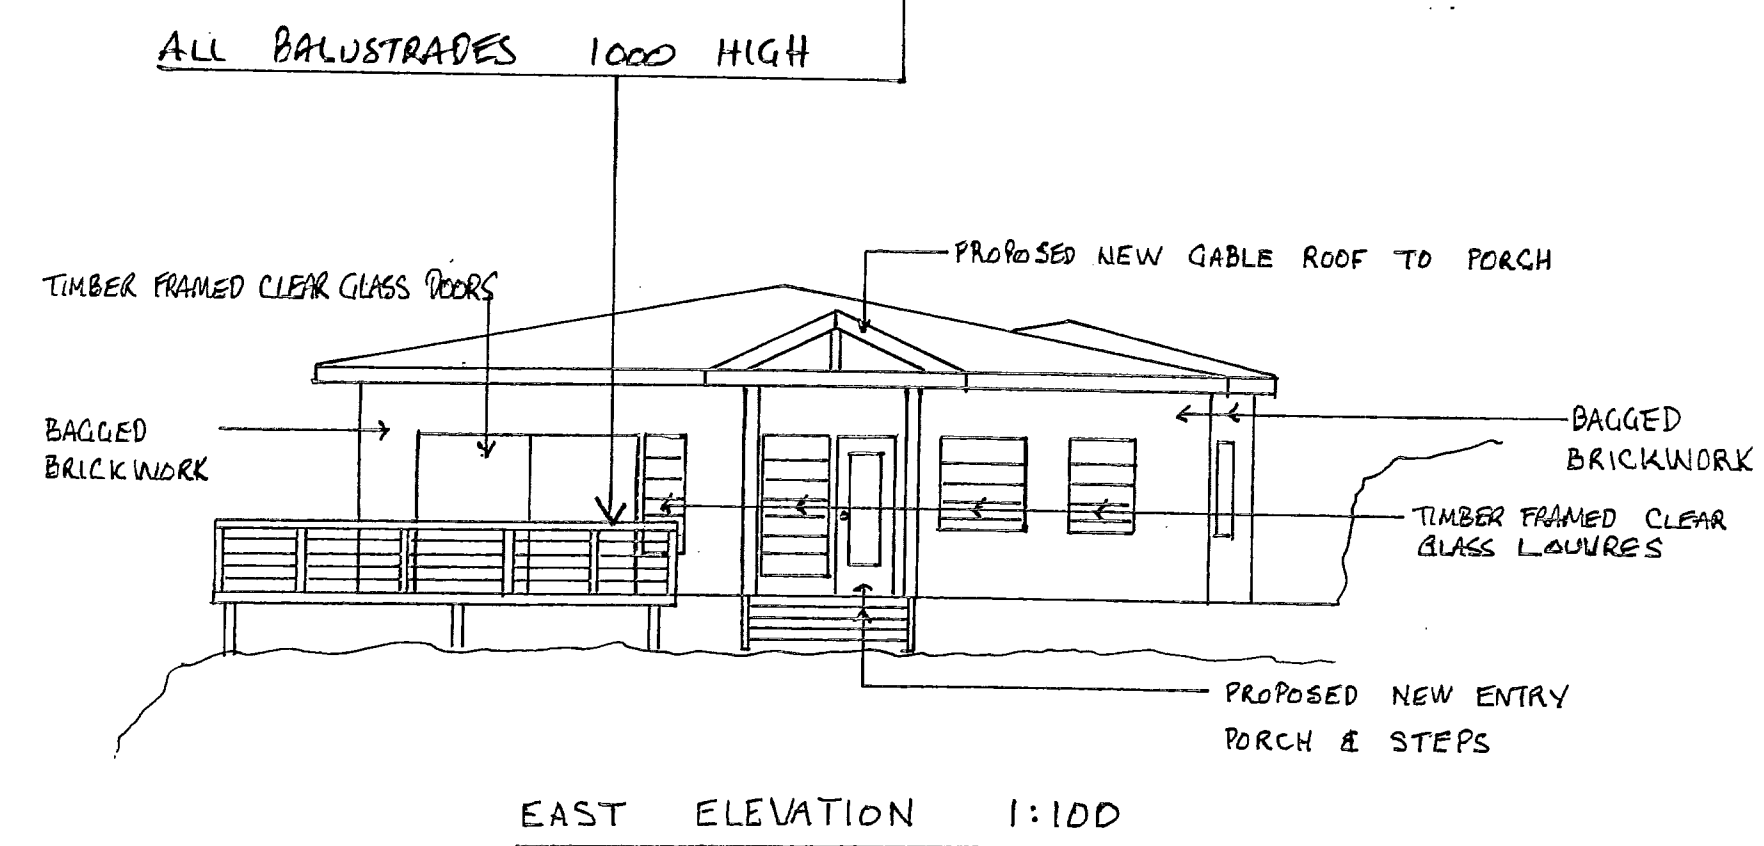 ALL BALUSTRADES 1000 HIGH
PROPOSED NEW GABLE ROOF TO PORCH
TIMBER FRAMED CLEAR GLASS DOORS
BAGGED
BRICKWORK
BAGGED
BRICKWORK
TIMBER FRAMED CLEAR
GLASS LOUVRES
PROPOSED NEW ENTRY
PORCH & STEPS
EAST ELEVATION 1:100